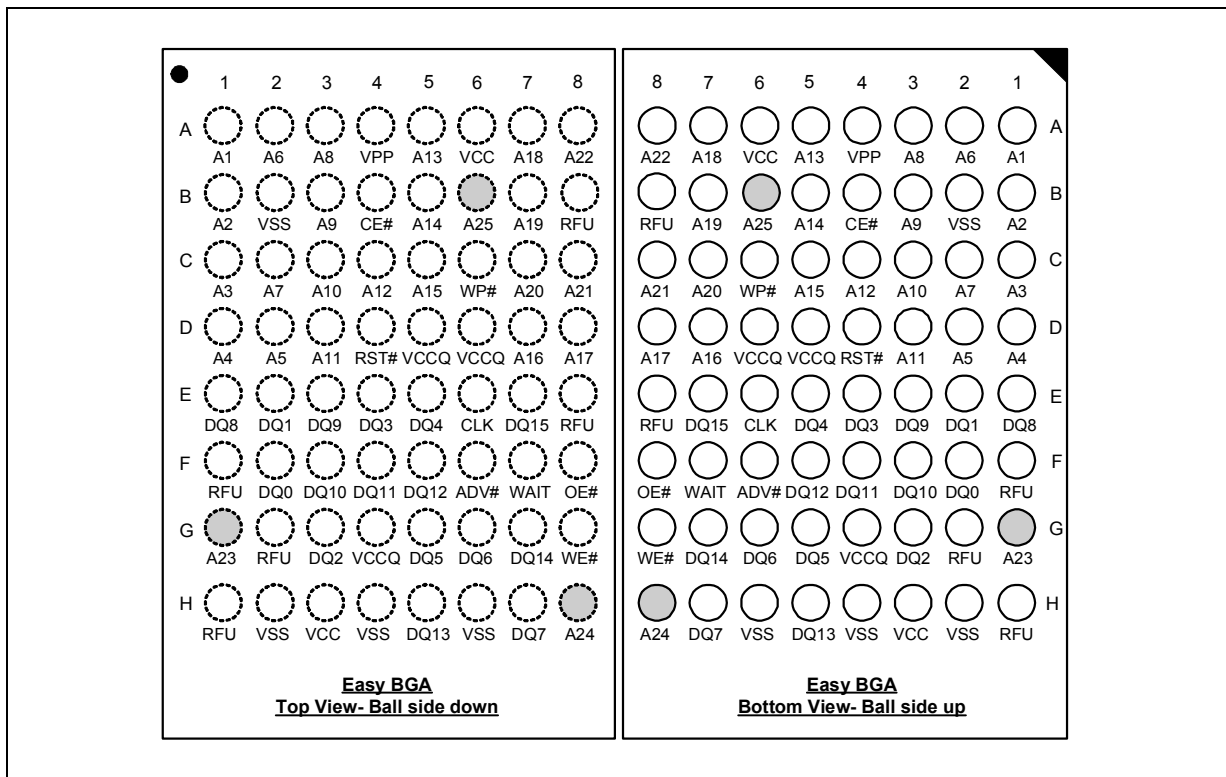 1 2 3 4 5 6 7 8
A
A1 A6 A8 VPP A13 VCC A18 A22
B
A2 VSS A9 CE# A14 A25 A19 RFU
C
A3 A7 A10 A12 A15 WP# A20 A21
D
A4 A5 A11 RST# VCCQ VCCQ A16 A17
E
DQ8 DQ1 DQ9 DQ3 DQ4 CLK DQ15 RFU
F
RFU DQ0 DQ10 DQ11 DQ12 ADV# WAIT OE#
G
A23 RFU DQ2 VCCQ DQ5 DQ6 DQ14 WE#
H
RFU VSS VCC VSS DQ13 VSS DQ7 A24
Easy BGA
Top View- Ball side down
8 7 6 5 4 3 2 1
A
A22 A18 VCC A13 VPP A8 A6 A1
B
RFU A19 A25 A14 CE# A9 VSS A2
C
A21 A20 WP# A15 A12 A10 A7 A3
D
A17 A16 VCCQ VCCQ RST# A11 A5 A4
E
RFU DQ15 CLK DQ4 DQ3 DQ9 DQ1 DQ8
F
OE# WAIT ADV# DQ12 DQ11 DQ10 DQ0 RFU
G
WE# DQ14 DQ6 DQ5 VCCQ DQ2 RFU A23
H
A24 DQ7 VSS DQ13 VSS VCC VSS RFU
Easy BGA
Bottom View- Ball side up